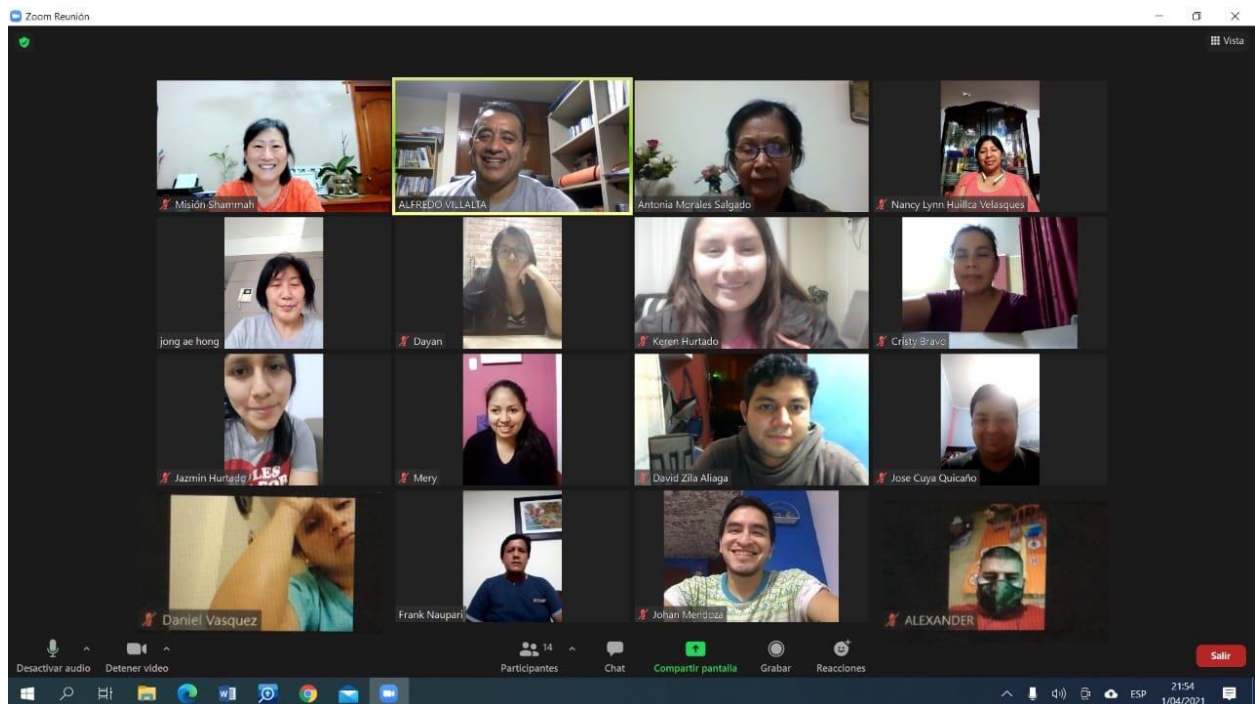 Zoom Reunión
Vista
Misión Shammah
ALFREDO VILLALTA
Antonia Morales Salgado
Nancy Lynn Huillca Velasques
jong ae hong
Dayan
Keren Hurtado
Cristy Bravo
Jazmin Hurtado
Mery
David Zila Aliaga
Jose Cuya Quicaño
Daniel Vasquez
Frank Naupari
Johan Mendoza
ALEXANDER
Desactivar audio
Detener video
14
Participantes
Chat
Compartir pantalla
Grabar
Reacciones
Salir
ESP
21:54
1/04/2021